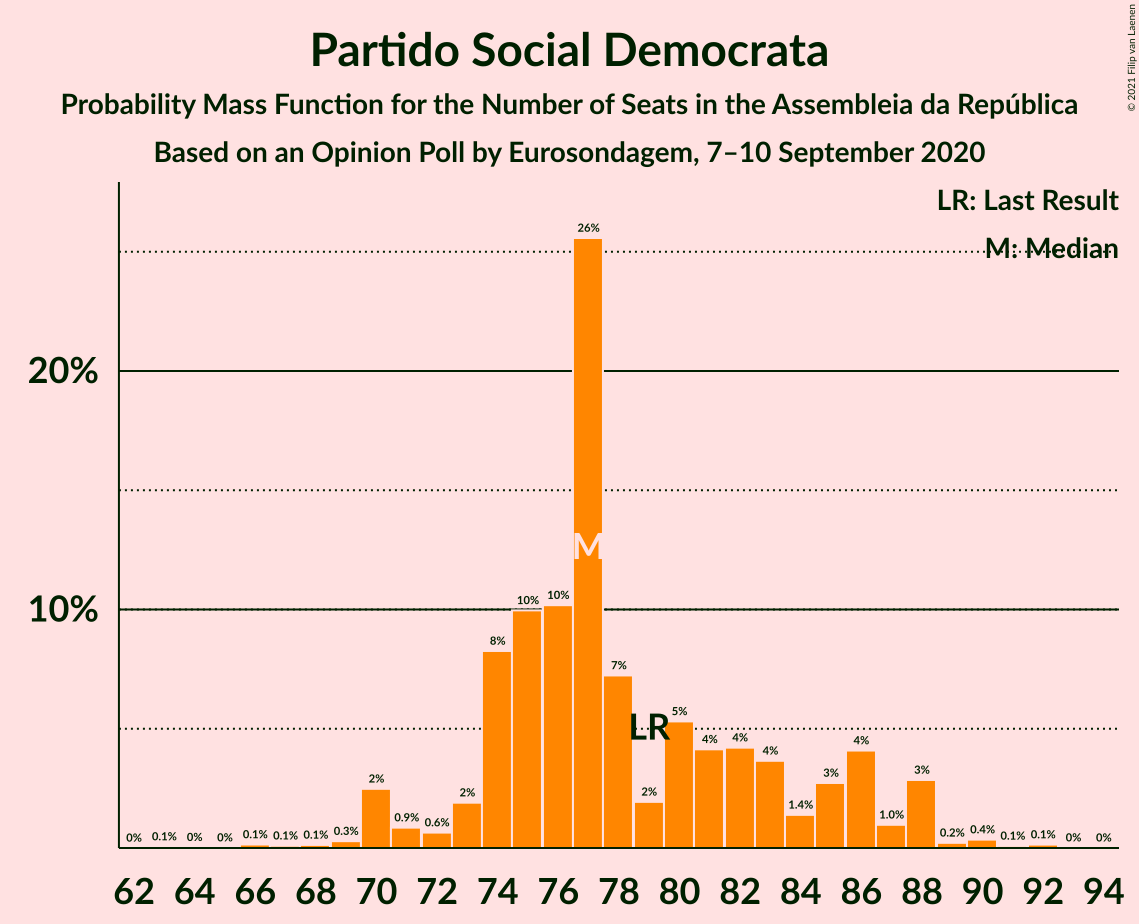 Partido Social Democrata
Probability Mass Function for the Number of Seats in the Assembleia da República
Based on an Opinion Poll by Eurosondagem, 7–10 September 2020
© 2021 Filip van Laenen
LR: Last Result
M: Median
20%
10%
0% 0.1% 0% 0% 0.1% 0.1% 0.1% 0.3% 2% 0.9% 0.6% 2% 8% 10% 10% 26% 7% 2% 5% 4% 4% 4% 1.4% 3% 4% 1.0% 3% 0.2% 0.4% 0.1% 0.1% 0% 0%
M
LR
62 64 66 68 70 72 74 76 78 80 82 84 86 88 90 92 94